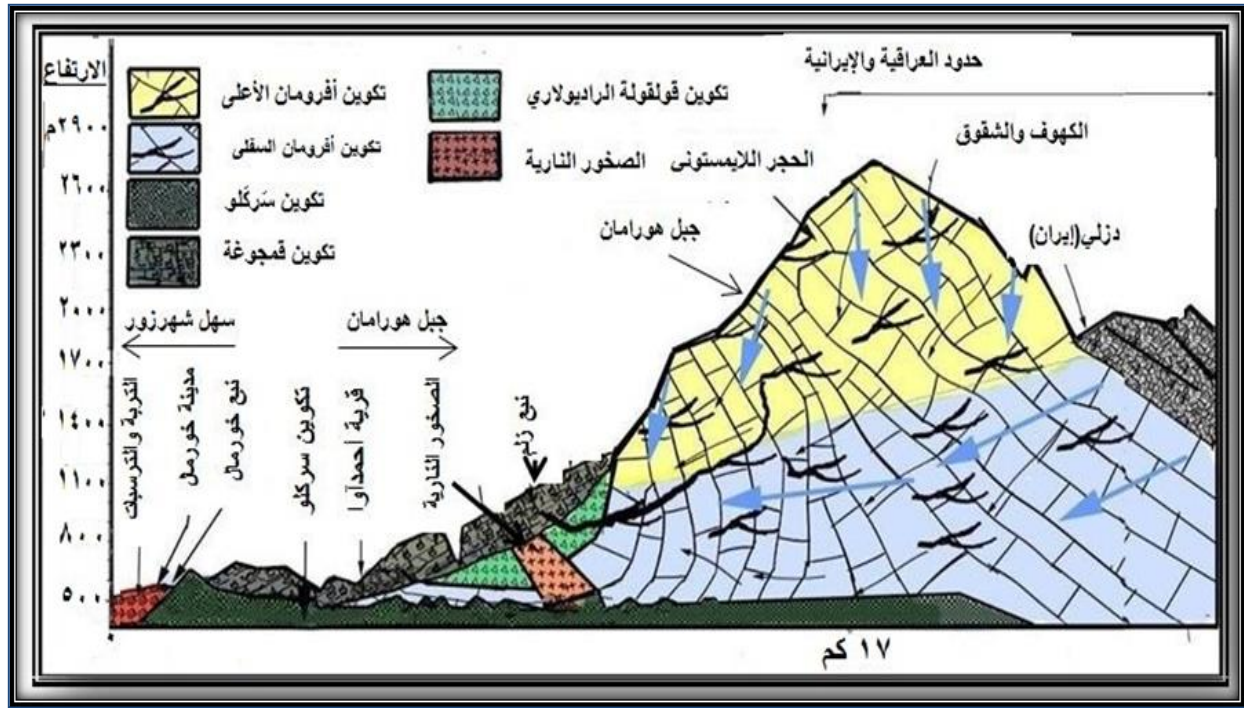 حدود العراقية والإيرانية
الارتفاع
تكوين أفرومان الأعلى
تكوين قولقولة الراديولاري
تكوين أفرومان السفلى
الصخور النارية
تكوين سَركَلو
تكوين قمجوغة
الكهوف والشقوق
الحجر اللايمستونى
جبل هورامان
دزلي(إيران)
٢٩٠٠م
٢٦٠٠
٢٣٠٠
٢٠٠٠
١٧٠٠
١٤٠٠
١١٠٠
٨٠٠
٥٠٠
سهل شهرزور
جبل هورامان
التربة والترسبات
مدينة خورمال
نبع خورمال
تكوين سركلو
قرية احمدآوا
الصخور النارية
نبع زلم
٠
١٧ كم